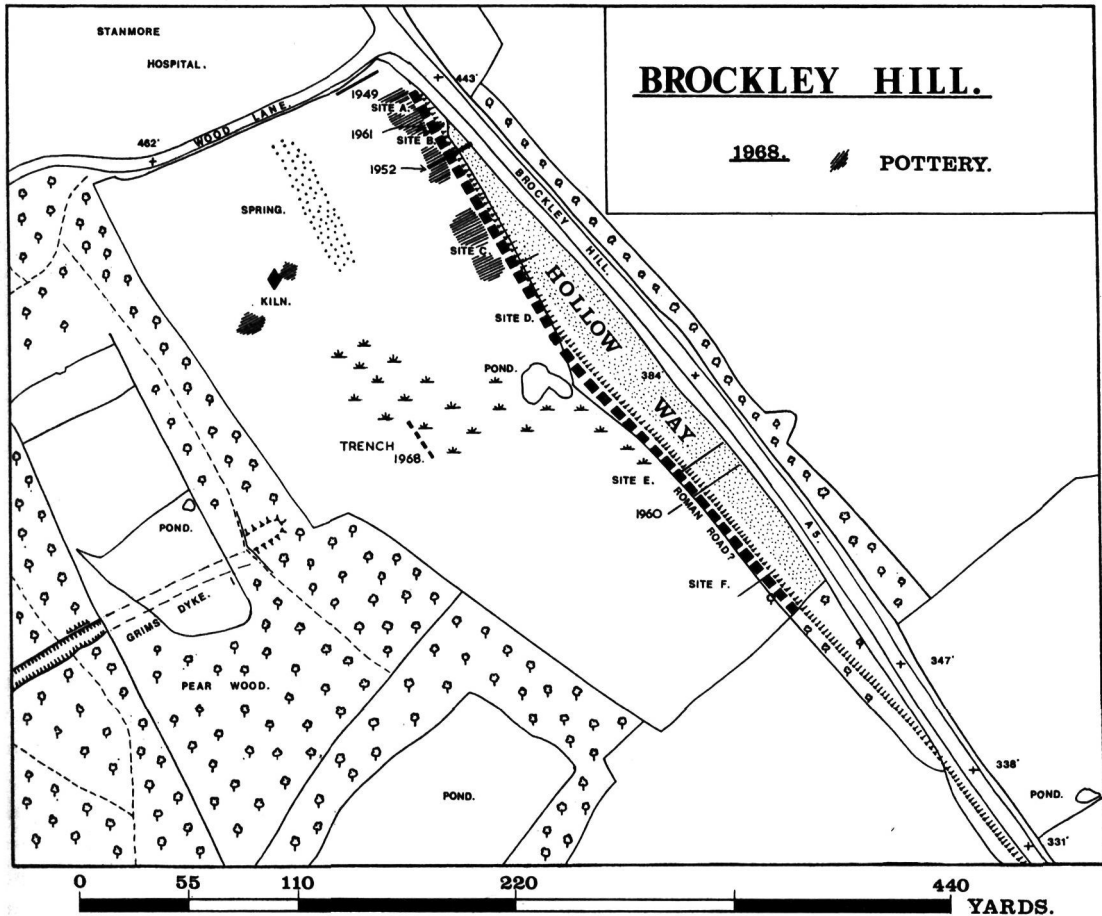 STANMORE
HOSPITAL.
BROCKLEY HILL.
1968. POTTERY.
443'
462'
WOOD LANE.
1949
SITE A.
1961
SITE B.
1952
BROCKLEY HILL.
SPRING.
SITE C.
KILN.
HOLLOW WAY
SITE D.
POND.
384'
TRENCH
1968.
SITE E.
1960
ROMAN ROAD?
A5.
POND.
SITE F.
GRIMS DYKE.
347'
PEAR WOOD.
338'
POND.
POND.
331'
0 55 110 220 440
YARDS.